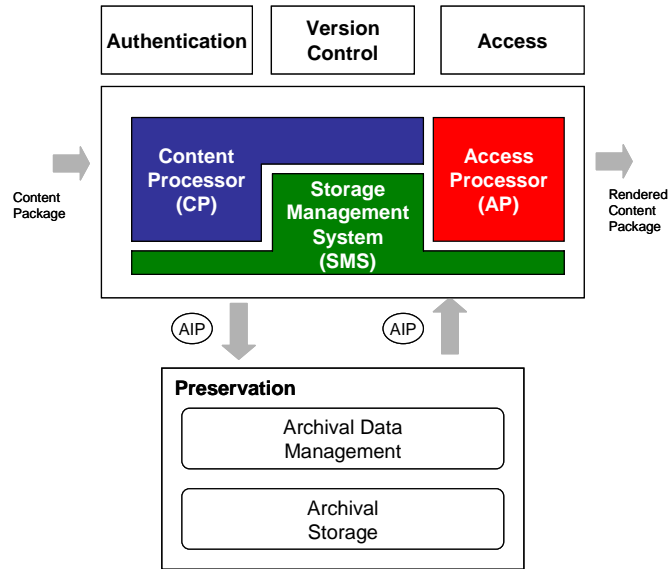 Authentication
Version
Control
Access
Content
Package
Content
Processor
(CP)
Storage
Management
System
(SMS)
Access
Processor
(AP)
Rendered
Content
Package
AIP
AIP
Preservation
Archival Data
Management
Archival
Storage